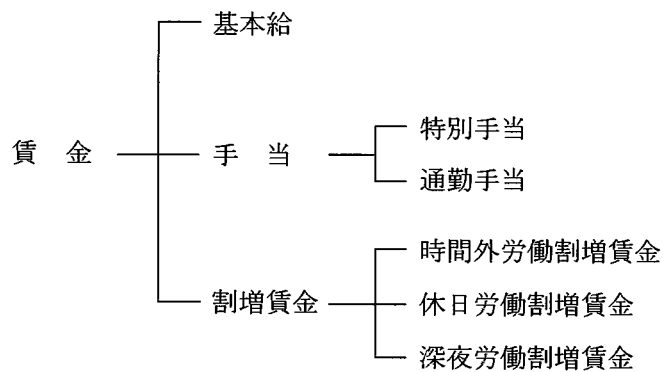 基本給
賃 金
手 当
特別手当
通勤手当
割増賃金
時間外労働割増賃金
休日労働割増賃金
深夜労働割増賃金